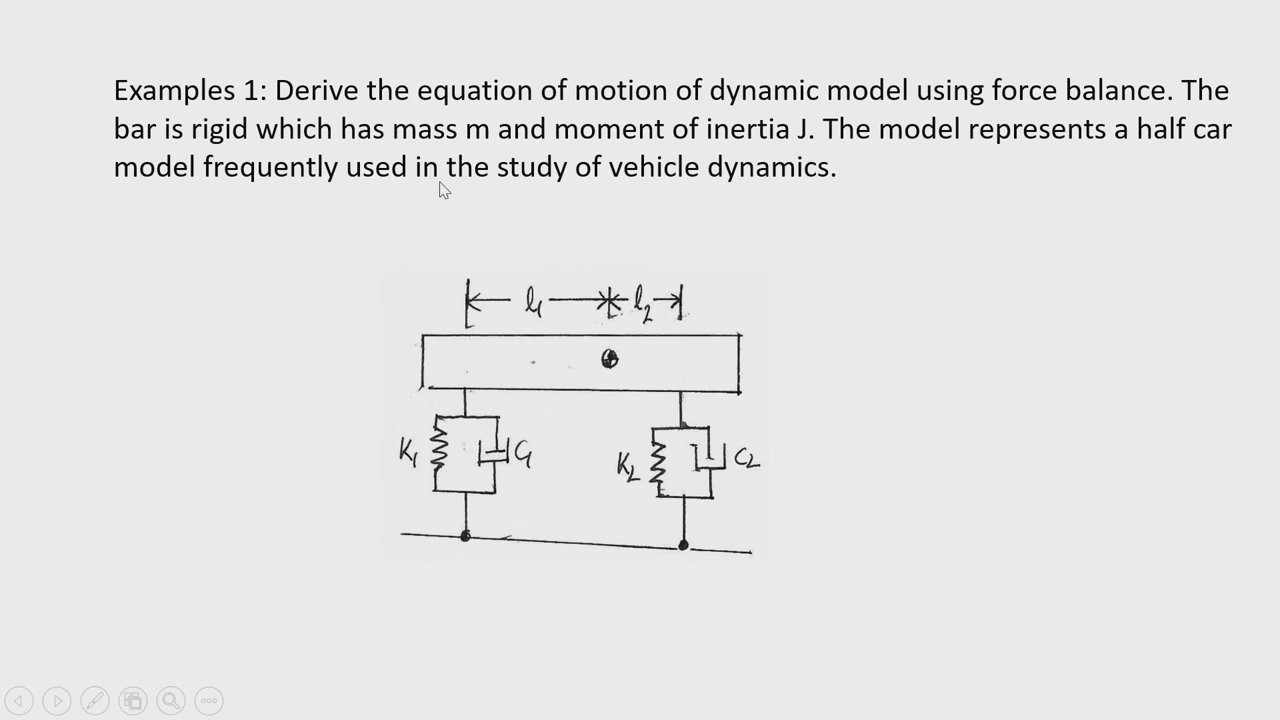 Examples 1: Derive the equation of motion of dynamic model using force balance. The
bar is rigid which has mass m and moment of inertia J. The model represents a half car
model frequently used in the study of vehicle dynamics.
l₁ l₂
K₁ C₁ K₂ C₂